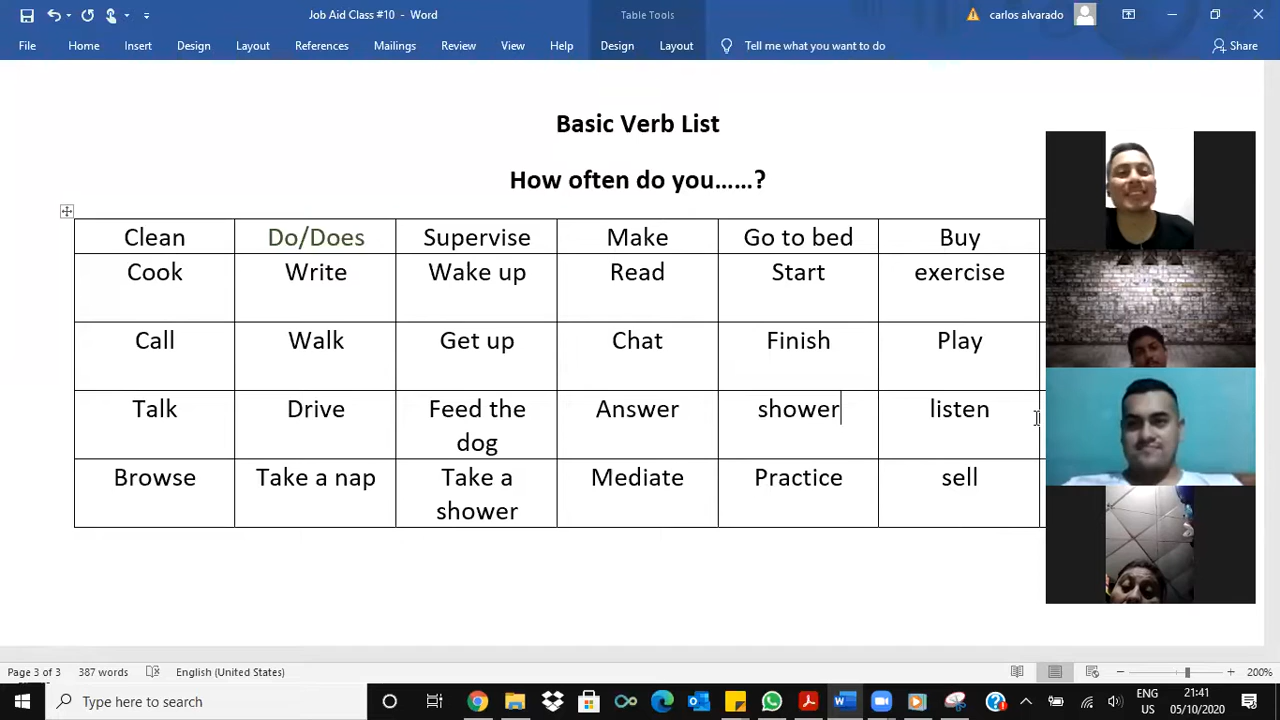 Job Aid Class #10 - Word
Table Tools
carlos alvarado
File Home Insert Design Layout References Mailings Review View Help Design Layout Tell me what you want to do Share
Basic Verb List
How often do you……?
Clean Do/Does Supervise Make Go to bed Buy
Cook Write Wake up Read Start exercise
Call Walk Get up Chat Finish Play
Talk Drive Feed the dog Answer shower listen
Browse Take a nap Take a shower Mediate Practice sell
Page 3 of 3 387 words English (United States) 200%
Type here to search
ENG US
21:41
05/10/2020